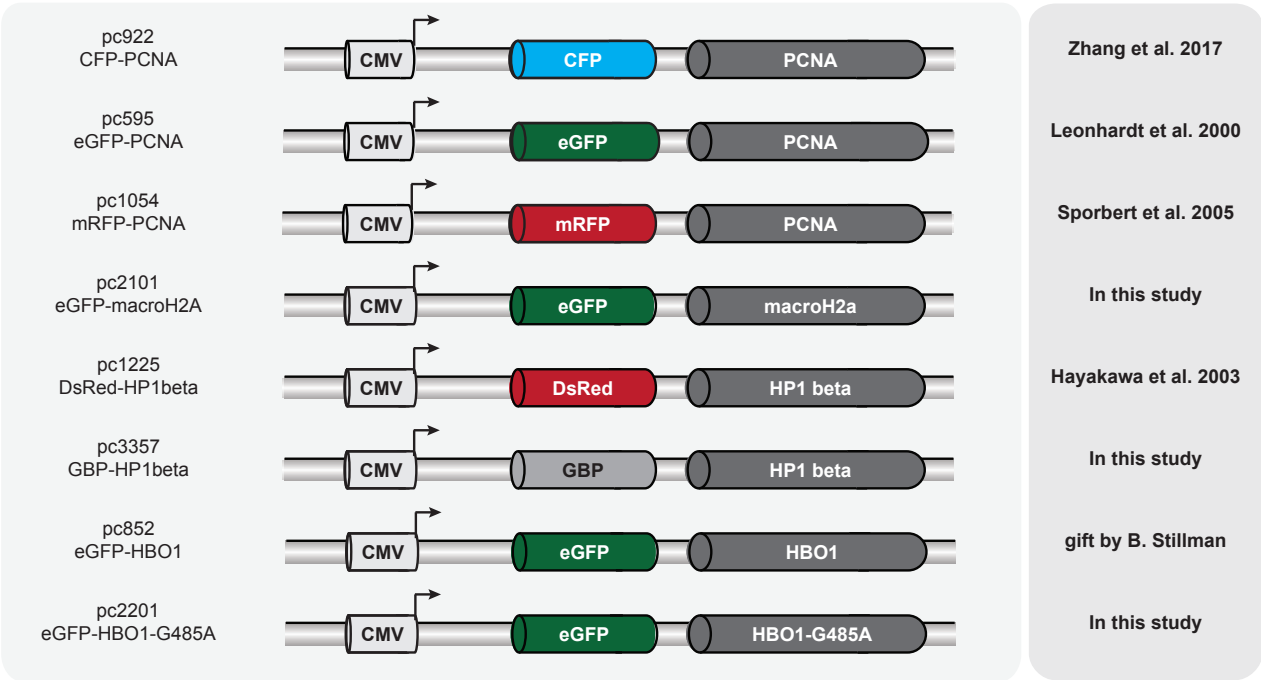 pc922
CFP-PCNA
CMV
CFP
PCNA
Zhang et al. 2017
pc595
eGFP-PCNA
CMV
eGFP
PCNA
Leonhardt et al. 2000
pc1054
mRFP-PCNA
CMV
mRFP
PCNA
Sporbert et al. 2005
pc2101
eGFP-macroH2A
CMV
eGFP
macroH2a
In this study
pc1225
DsRed-HP1beta
CMV
DsRed
HP1 beta
Hayakawa et al. 2003
pc3357
GBP-HP1beta
CMV
GBP
HP1 beta
In this study
pc852
eGFP-HBO1
CMV
eGFP
HBO1
gift by B. Stillman
pc2201
eGFP-HBO1-G485A
CMV
eGFP
HBO1-G485A
In this study